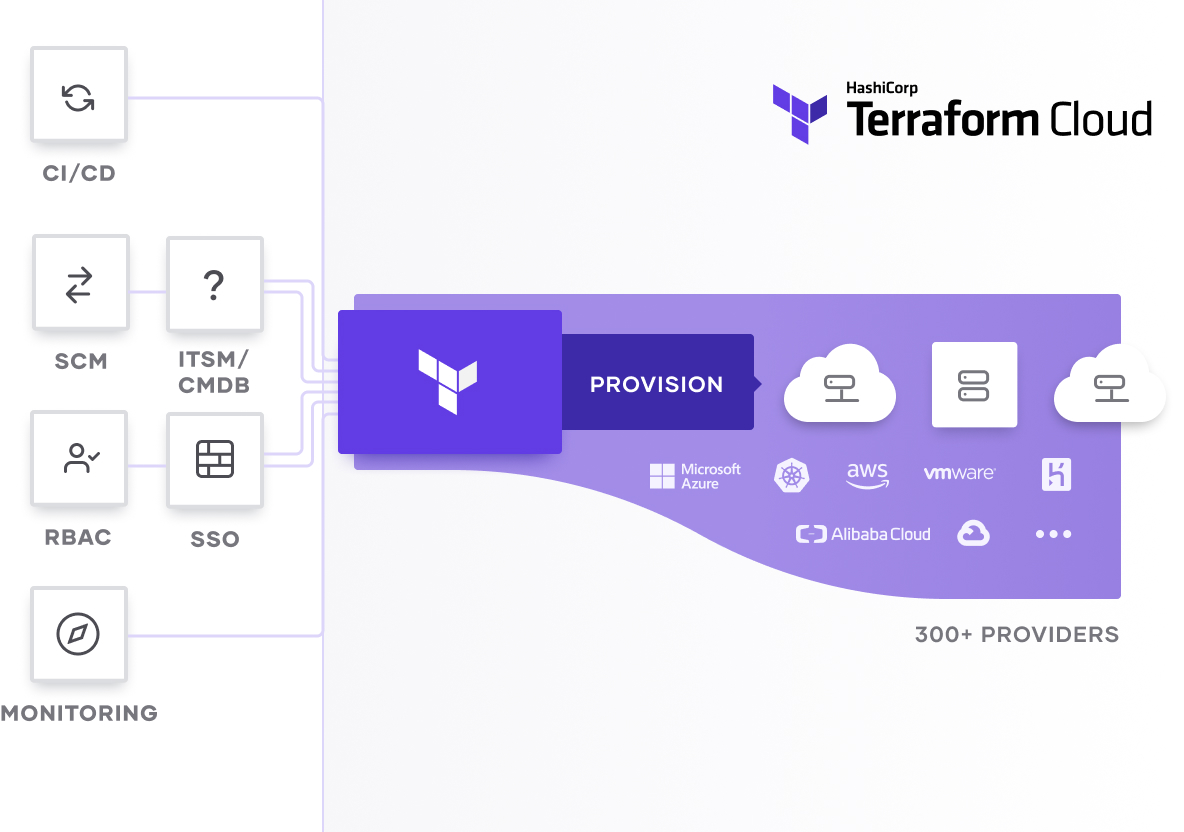 HashiCorp
Terraform Cloud
CI/CD
SCM
?
ITSM/
CMDB
PROVISION
Microsoft
Azure
aws
vmware®
Alibaba Cloud
RBAC
SSO
300+ PROVIDERS
MONITORING